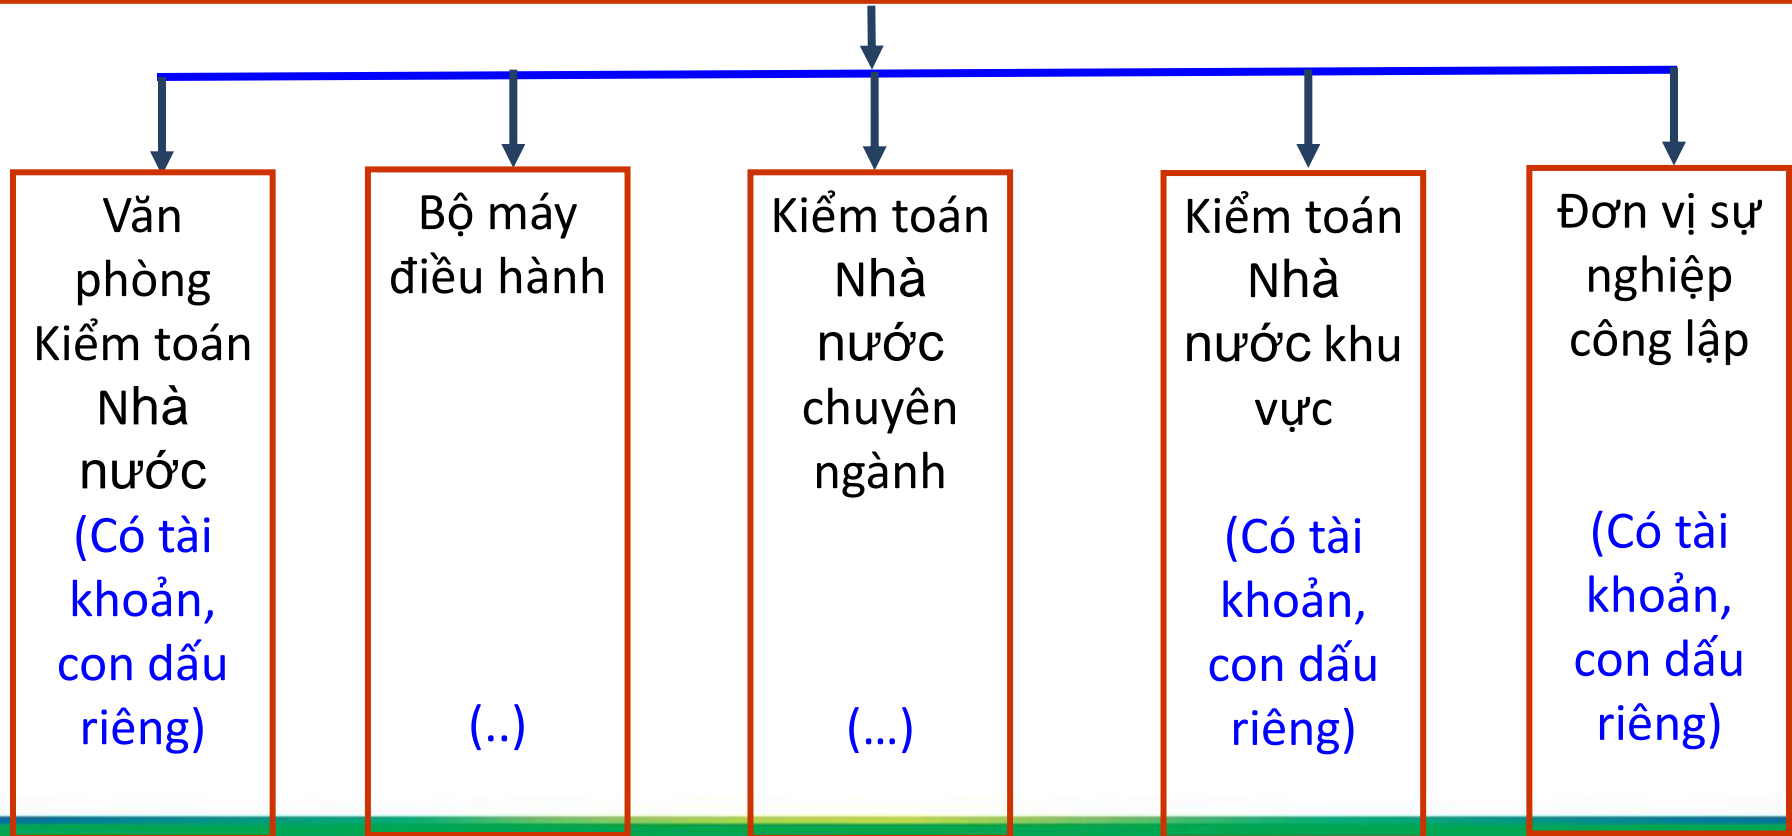 Văn
phòng
Kiểm toán
Nhà
nước
(Có tài
khoản,
con dấu
riêng)
Bộ máy
điều hành
(..)
Kiểm toán
Nhà
nước
chuyên
ngành
(...)
Kiểm toán
Nhà
nước khu
vực
(Có tài
khoản,
con dấu
riêng)
Đơn vị sự
nghiệp
công lập
(Có tài
khoản,
con dấu
riêng)